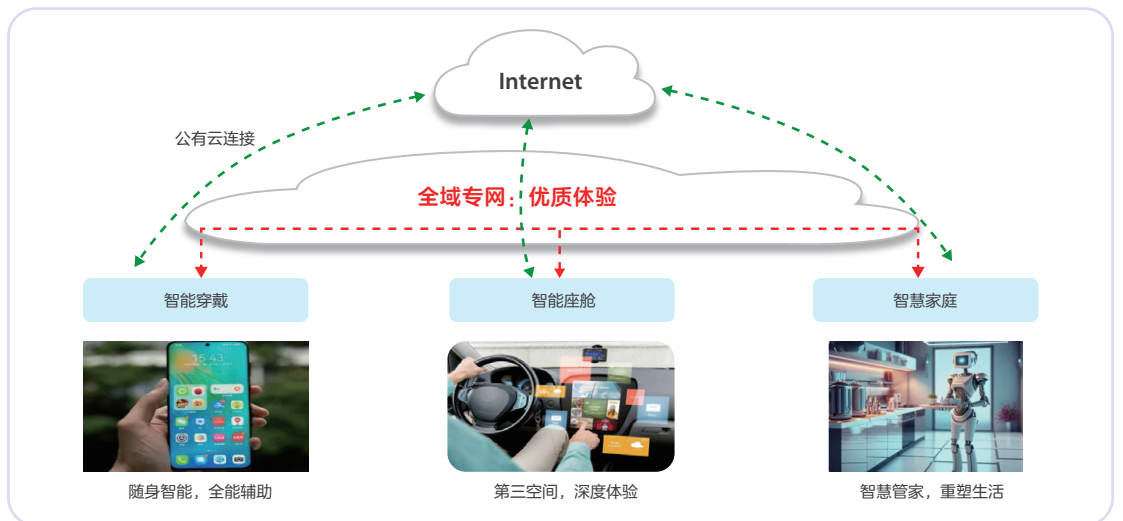 Internet
公有云连接
全域专网：优质体验
智能穿戴
智能座舱
智慧家庭
15:43
随身智能，全能辅助
第三空间，深度体验
智慧管家，重塑生活